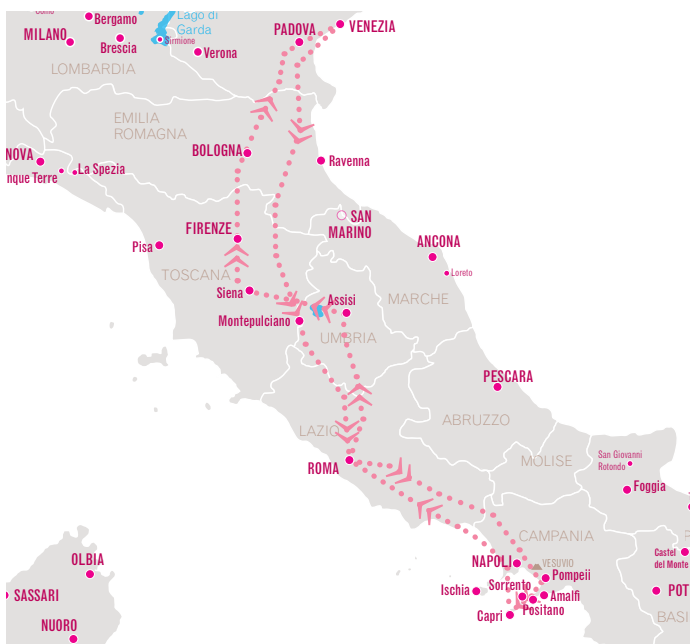 Lago di
Garda
Bergamo
MILANO
Brescia
Sirmione
Verona
PADOVA
VENEZIA
LOMBARDIA
EMILIA
ROMAGNA
BOLOGNA
Ravenna
NOVA
La Spezia
nque Terre
SAN
MARINO
FIRENZE
Pisa
ANCONA
Loreto
TOSCANA
Siena
Assisi
MARCHE
Montepulciano
UMBRIA
PESCARA
ABRUZZO
LAZIO
ROMA
MOLISE
San Giovanni
Rotondo
Foggia
CAMPANIA
NAPOLI
VESUVIO
Pompeii
Castel
del Monte
OLBIA
Ischia
Sorrento
Amalfi
Positano
Capri
POT
BASI
SASSARI
NUORO